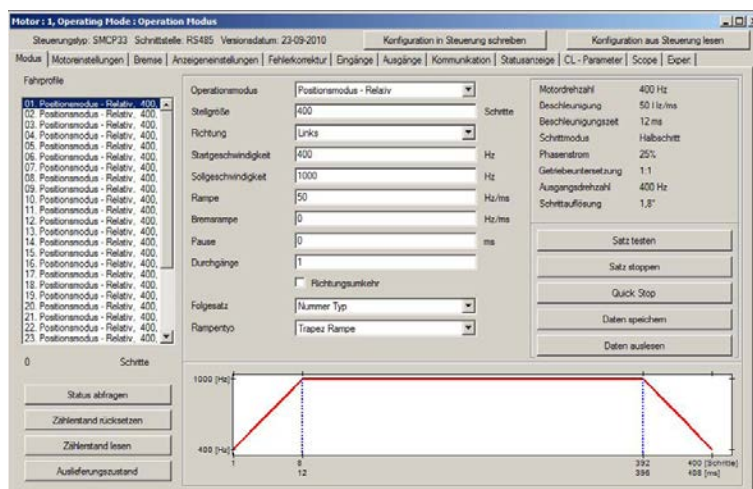 Motor : 1, Operating Mode : Operation Modus
Steuerungstyp: SMCP33 Schnittstelle: RS485 Versionsdatum: 23-09-2010
Konfiguration in Steuerung schreiben
Konfiguration aus Steuerung lesen
Modus Motoreinstellungen Bremse Anzeigeneinstellungen Fehlerkorrektur Eingänge Ausgänge Kommunikation Statusanzeige CL - Parameter Scope Expert
Fahrprofile
01. Positionsmodus - Relativ, 400,
02. Positionsmodus - Relativ, 400,
03. Positionsmodus - Relativ, 400,
04. Positionsmodus - Relativ, 400,
05. Positionsmodus - Relativ, 400,
06. Positionsmodus - Relativ, 400,
07. Positionsmodus - Relativ, 400,
08. Positionsmodus - Relativ, 400,
09. Positionsmodus - Relativ, 400,
10. Positionsmodus - Relativ, 400,
11. Positionsmodus - Relativ, 400,
12. Positionsmodus - Relativ, 400,
13. Positionsmodus - Relativ, 400,
14. Positionsmodus - Relativ, 400,
15. Positionsmodus - Relativ, 400,
16. Positionsmodus - Relativ, 400,
17. Positionsmodus - Relativ, 400,
18. Positionsmodus - Relativ, 400,
19. Positionsmodus - Relativ, 400,
20. Positionsmodus - Relativ, 400,
21. Positionsmodus - Relativ, 400,
22. Positionsmodus - Relativ, 400,
23. Positionsmodus - Relativ, 400,
0 Schritte
Status abfragen
Zählerstand rücksetzen
Zählerstand lesen
Auslieferungszustand
Operationsmodus Positionsmodus - Relativ
Stellgröße 400 Schritte
Richtung Links
Startgeschwindigkeit 400 Hz
Sollgeschwindigkeit 1000 Hz
Rampe 50 Hz/ms
Bremsrampe 0 Hz/ms
Pause 0 ms
Durchgänge 1
Richtungsumkehr
Folgesatz Nummer Typ
Rampentyp Trapez Rampe
Motordrehzahl 400 Hz
Beschleunigung 50 Hz/ms
Beschleunigungszeit 12 ms
Schrittmodus Halbschritt
Phasenstrom 25%
Getriebeuntersetzung 1:1
Ausgangsdrehzahl 400 Hz
Schrittauflösung 1,8°
Satz testen
Satz stoppen
Quick Stop
Daten speichern
Daten auslesen
1000 [Hz]
400 [Hz]
1 8 392 400 [Schritte]
12 396 408 [ms]